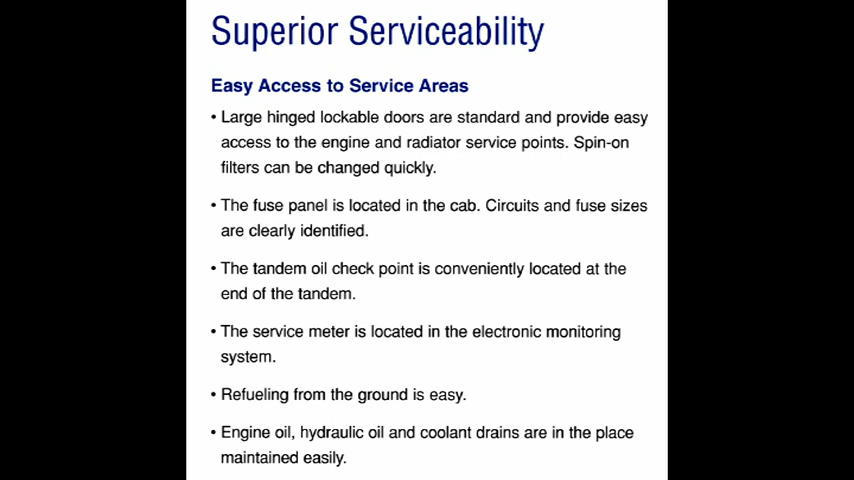 Superior Serviceability
Easy Access to Service Areas
• Large hinged lockable doors are standard and provide easy
access to the engine and radiator service points. Spin-on
filters can be changed quickly.
• The fuse panel is located in the cab. Circuits and fuse sizes
are clearly identified.
• The tandem oil check point is conveniently located at the
end of the tandem.
• The service meter is located in the electronic monitoring
system.
• Refueling from the ground is easy.
• Engine oil, hydraulic oil and coolant drains are in the place
maintained easily.